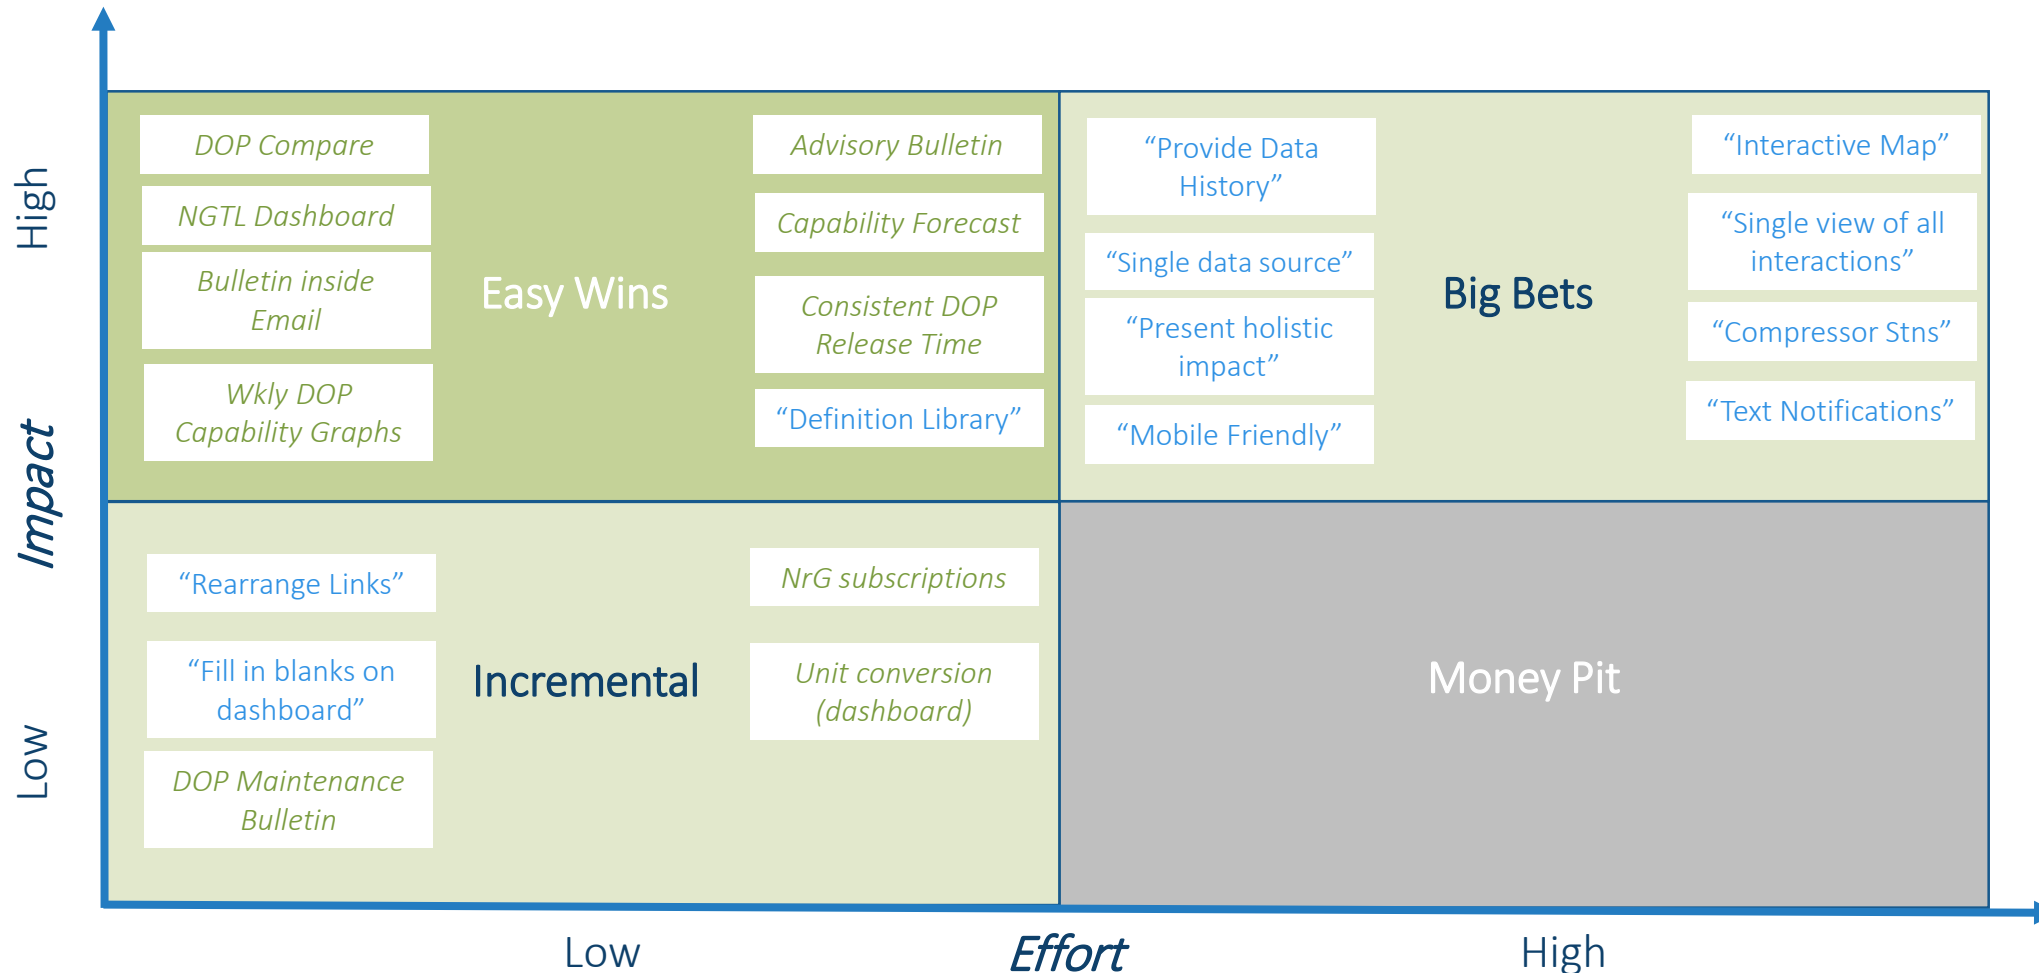 High
Impact
Low
DOP Compare
NGTL Dashboard
Bulletin inside
Email
Wkly DOP
Capability Graphs
Easy Wins
Advisory Bulletin
Capability Forecast
Consistent DOP
Release Time
“Definition Library”
“Provide Data
History”
“Single data source”
“Present holistic
impact”
“Mobile Friendly”
Big Bets
“Interactive Map”
“Single view of all
interactions”
“Compressor Stns”
“Text Notifications”
“Rearrange Links”
“Fill in blanks on
dashboard”
DOP Maintenance
Bulletin
Incremental
NrG subscriptions
Unit conversion
(dashboard)
Money Pit
Low
Effort
High